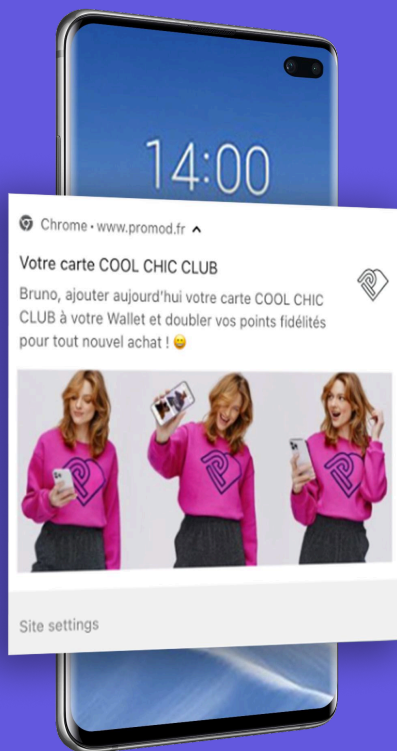 14:00
Chrome • www.promod.fr
Votre carte COOL CHIC CLUB
Bruno, ajouter aujourd'hui votre carte COOL CHIC
CLUB à votre Wallet et doubler vos points fidélités
pour tout nouvel achat ! 😀
Site settings